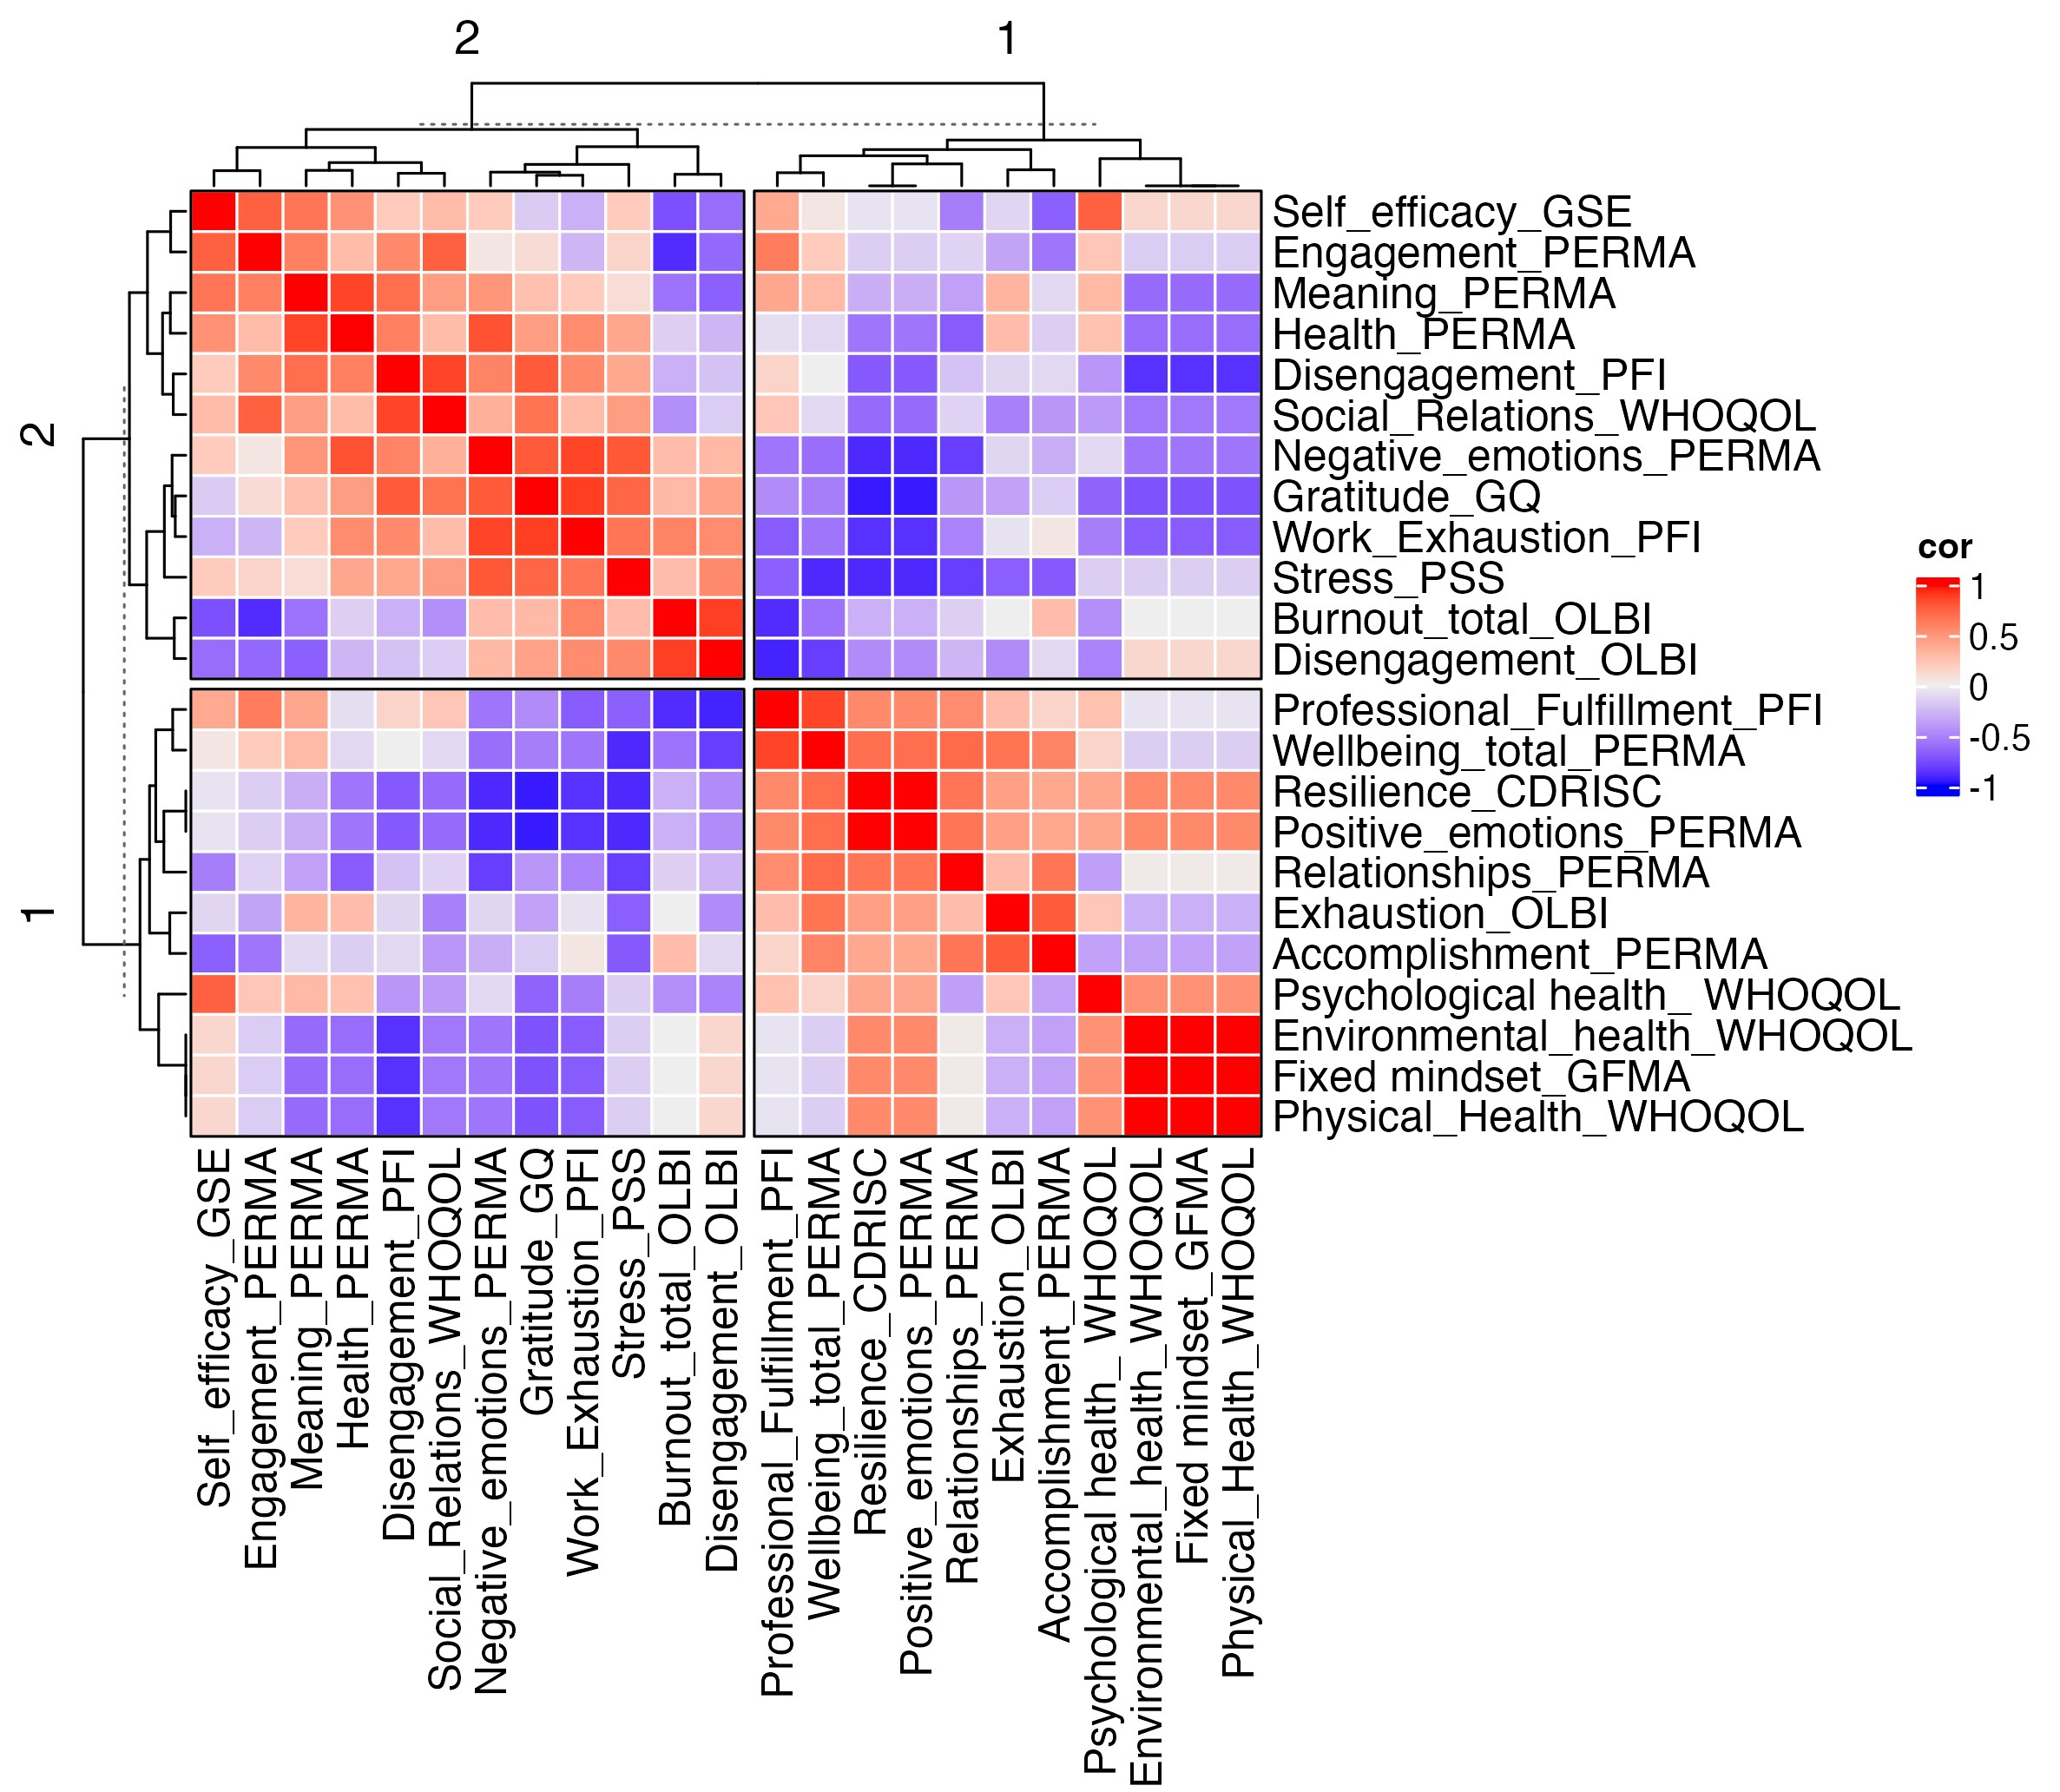 2
1
2
1
Self_efficacy_GSE
Engagement_PERMA
Meaning_PERMA
Health_PERMA
Disengagement_PFI
Social_Relations_WHOQOL
Negative_emotions_PERMA
Gratitude_GQ
Work_Exhaustion_PFI
Stress_PSS
Burnout_total_OLBI
Disengagement_OLBI
Professional_Fulfillment_PFI
Wellbeing_total_PERMA
Resilience_CDRISC
Positive_emotions_PERMA
Relationships_PERMA
Exhaustion_OLBI
Accomplishment_PERMA
Psychological health_ WHOQOL
Environmental_health_WHOQOL
Fixed mindset_GFMA
Physical_Health_WHOQOL
cor
1
0.5
0
-0.5
-1
Self_efficacy_GSE
Engagement_PERMA
Meaning_PERMA
Health_PERMA
Disengagement_PFI
Social_Relations_WHOQOL
Negative_emotions_PERMA
Gratitude_GQ
Work_Exhaustion_PFI
Stress_PSS
Burnout_total_OLBI
Disengagement_OLBI
Professional_Fulfillment_PFI
Wellbeing_total_PERMA
Resilience_CDRISC
Positive_emotions_PERMA
Relationships_PERMA
Exhaustion_OLBI
Accomplishment_PERMA
Psychological health_ WHOQOL
Environmental_health_WHOQOL
Fixed mindset_GFMA
Physical_Health_WHOQOL